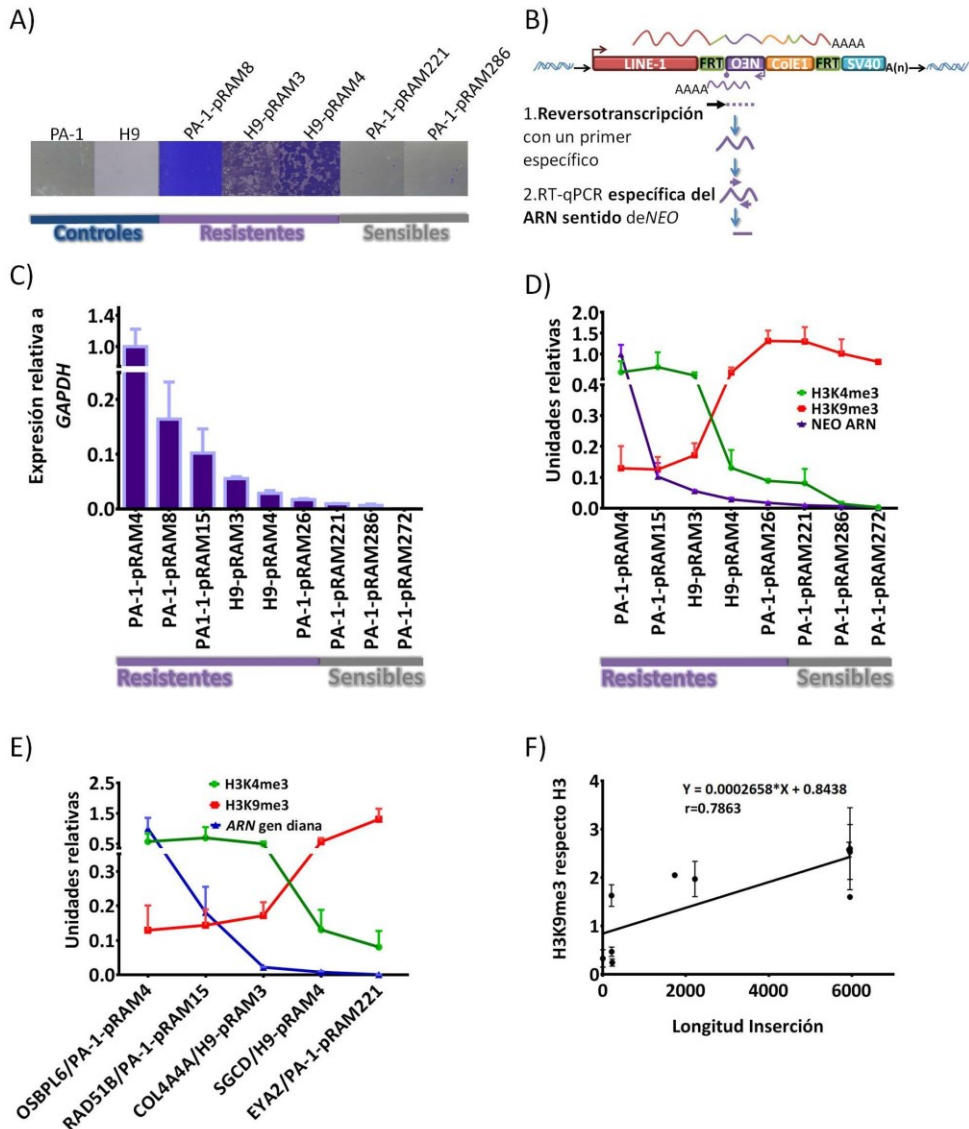 A)
PA-1
H9
PA-1-pRAM8
H9-pRAM3
H9-pRAM4
PA-1-pRAM221
PA-1-pRAM286
Controles
Resistentes
Sensibles
B)
AAAA
LINE-1
FRT
NEO
ColE1
FRT
SV40
A(n)
AAAA
1.Reversotranscripción
con un primer
específico
2.RT-qPCR específica del
ARN sentido deNEO
C)
Expresión relativa a
GAPDH
1.4
1.0
0.2
0.1
0.0
PA-1-pRAM4
PA-1-pRAM8
PA1-1-pRAM15
H9-pRAM3
H9-pRAM4
PA-1-pRAM26
PA-1-pRAM221
PA-1-pRAM286
PA-1-pRAM272
Resistentes
Sensibles
D)
Unidades relativas
2.0
1.5
1.0
0.4
0.3
0.2
0.1
0.0
H3K4me3
H3K9me3
NEO ARN
PA-1-pRAM4
PA-1-pRAM15
H9-pRAM3
H9-pRAM4
PA-1-pRAM26
PA-1-pRAM221
PA-1-pRAM286
PA-1-pRAM272
Resistentes
Sensibles
E)
Unidades relativas
2.5
1.5
0.5
0.3
0.2
0.1
0.0
H3K4me3
H3K9me3
ARN gen diana
OSBPL6/PA-1-pRAM4
RAD51B/PA-1-pRAM15
COL4A4A/H9-pRAM3
SGCD/H9-pRAM4
EYA2/PA-1-pRAM221
F)
H3K9me3 respecto H3
4
3
2
1
0
Y = 0.0002658*X + 0.8438
r=0.7863
0
2000
4000
6000
Longitud Inserción